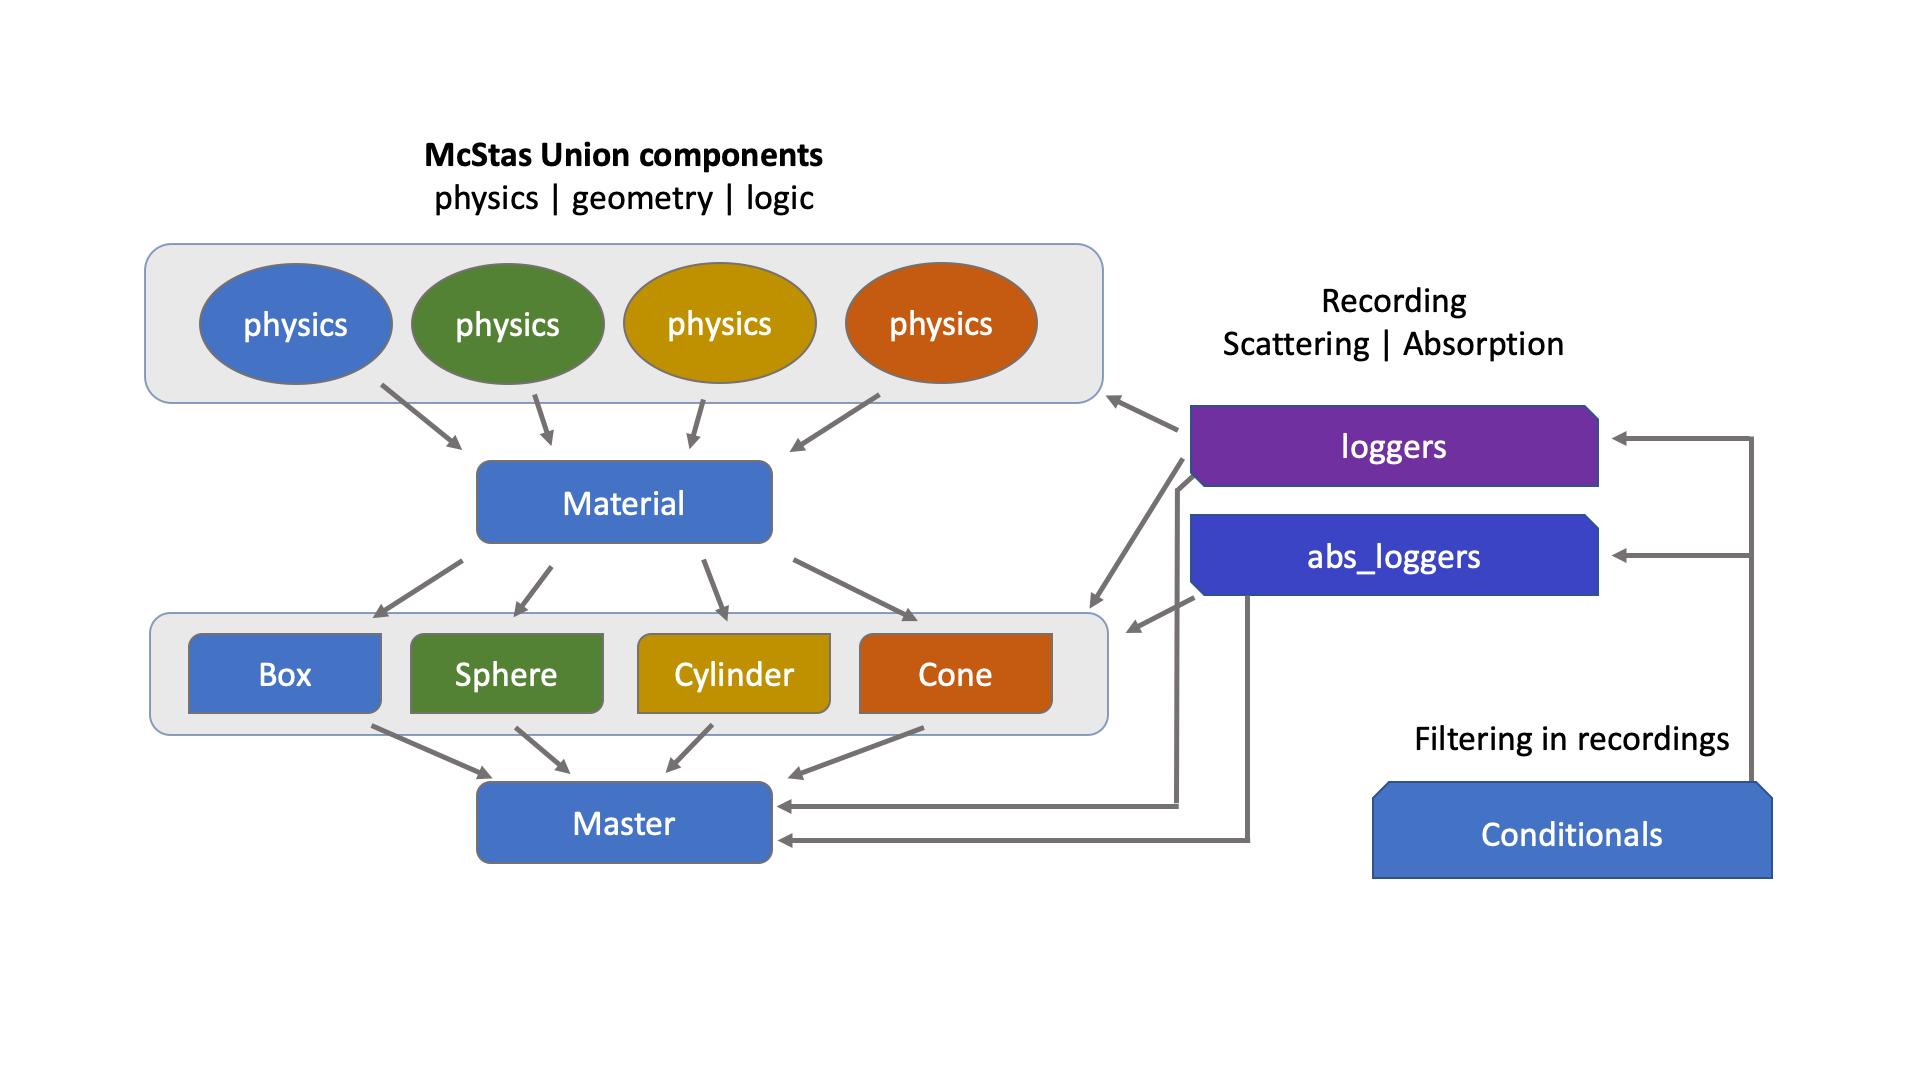 McStas Union components
physics | geometry | logic
physics
physics
physics
physics
Recording
Scattering | Absorption
loggers
Material
abs_loggers
Box
Sphere
Cylinder
Cone
Filtering in recordings
Master
Conditionals